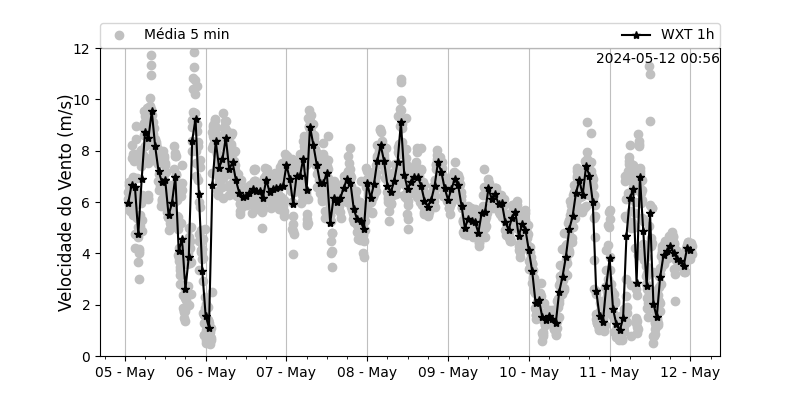 Média 5 min
WXT 1h
2024-05-12 00:56
Velocidade do Vento (m/s)
12
10
8
6
4
2
0
05 - May 06 - May 07 - May 08 - May 09 - May 10 - May 11 - May 12 - May